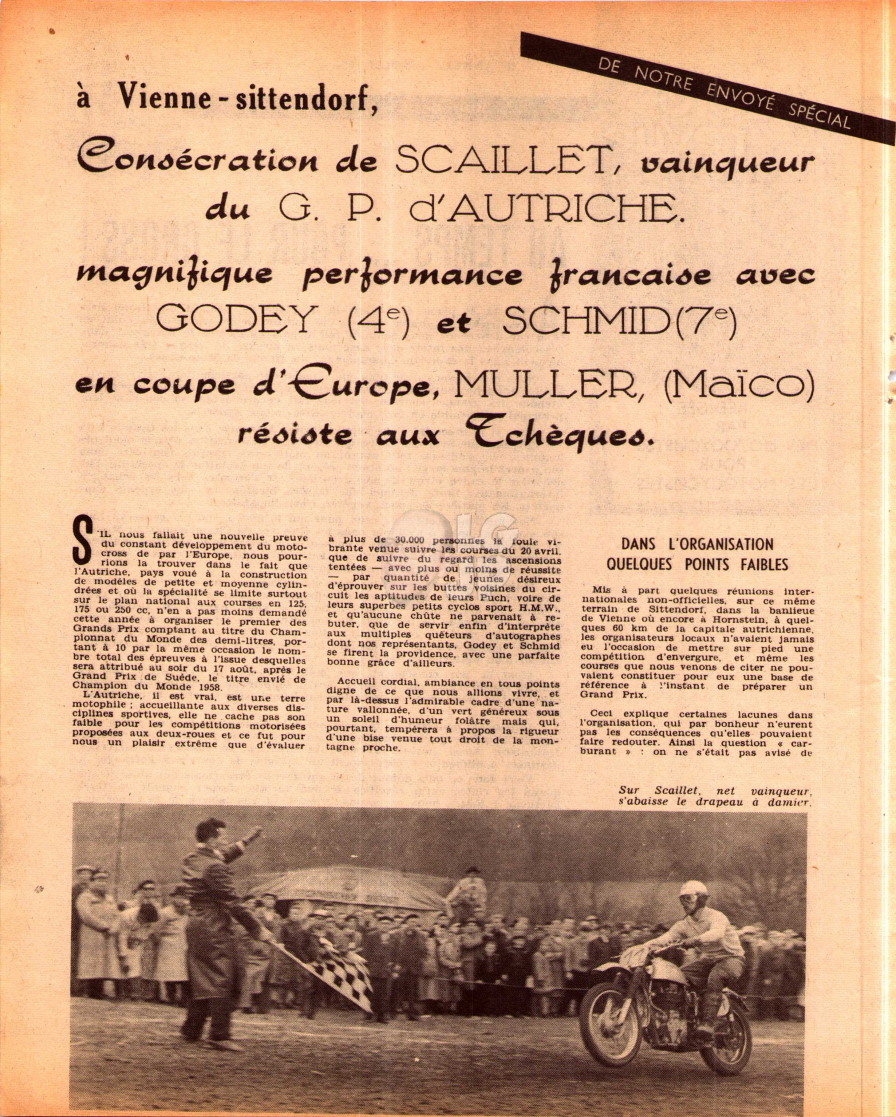 DE NOTRE ENVOYÉ SPÉCIAL
à Vienne-sittendorf,
Consécration de SCAILLET, vainqueur
du G. P. d'AUTRICHE.
magnifique performance francaise avec
GODEY (4e) et SCHMID (7e)
en coupe d'Europe, MULLER, (Maïco)
résiste aux Tchèques.
S'IL nous fallait une nouvelle preuve
du constant développement du moto-
cross de par l'Europe, nous pour-
rions la trouver dans le fait que
l'Autriche, pays voué à la construction
de modèles de petite et moyenne cylin-
drées et où la spécialité se limite surtout
sur le plan national aux courses en 125,
175 ou 250 cc, n'en a pas moins demandé
cette année à organiser le premier des
Grands Prix comptant au titre du Cham-
pionnat du Monde des demi-litres, por-
tant à 10 par la même occasion le nom-
bre total des épreuves à l'issue desquelles
sera attribué au soir du 17 août, après le
Grand Prix de Suède, le titre envié de
Champion du Monde 1958.
L'Autriche, il est vrai, est une terre
motophile ; accueillante aux diverses dis-
ciplines sportives, elle ne cache pas son
faible pour les compétitions motorisées
proposées aux deux-roues et ce fut pour
nous un plaisir extrême que d'évaluer
à plus de 30.000 personnes la foule vi-
brante venue suivre les courses du 20 avril,
que de suivre du regard les ascensions
tentées — avec plus ou moins de réussite
— par quantité de jeunes désireux
d'éprouver sur les buttes voisines du cir-
cuit les aptitudes de leurs Puch, voire de
leurs superbes petits cyclos sport H.M.W.,
et qu'aucune chûte ne parvenait à re-
buter, que de servir enfin d'interprète
aux multiples quêteurs d'autographes
dont nos représentants, Godey et Schmid
se firent la providence, avec une parfaite
bonne grâce d'ailleurs.
Accueil cordial, ambiance en tous points
digne de ce que nous allions vivre, et
par là-dessus l'admirable cadre d'une na-
ture vallonnée, d'un vert généreux sous
un soleil d'humeur folâtre mais qui,
pourtant, tempérera à propos la rigueur
d'une bise venue tout droit de la mon-
tagne proche.
DANS L'ORGANISATION
QUELQUES POINTS FAIBLES
Mis à part quelques réunions inter-
nationales non-officielles, sur ce même
terrain de Sittendorf, dans la banlieue
de Vienne où encore à Hornstein, à quel-
ques 60 km de la capitale autrichienne,
les organisateurs locaux n'avaient jamais
eu l'occasion de mettre sur pied une
compétition d'envergure, et même les
courses que nous venons de citer ne pou-
vaient constituer pour eux une base de
référence à l'instant de préparer un
Grand Prix.
Ceci explique certaines lacunes dans
l'organisation, qui par bonheur n'eurent
pas les conséquences qu'elles pouvaient
faire redouter. Ainsi la question « car-
burant » : on ne s'était pas avisé de
Sur Scaillet, net vainqueur,
s'abaisse le drapeau à damier.